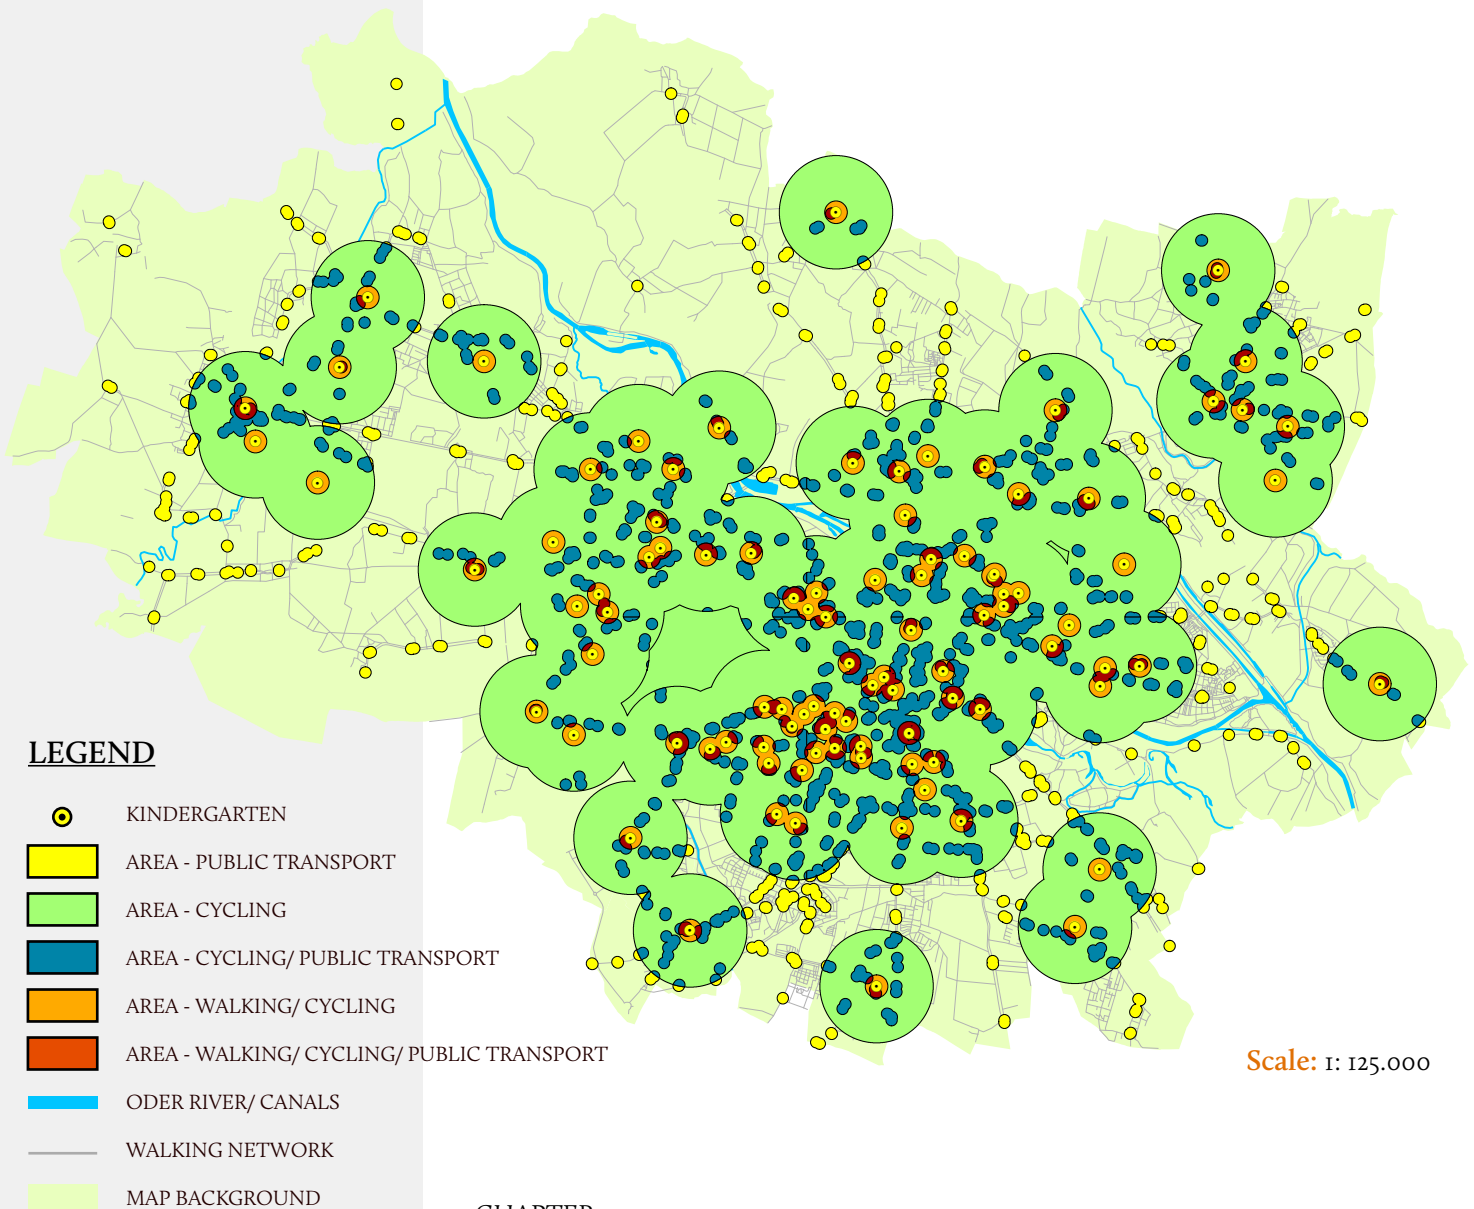 LEGEND
KINDERGARTEN
AREA - PUBLIC TRANSPORT
AREA - CYCLING
AREA - CYCLING/ PUBLIC TRANSPORT
AREA - WALKING/ CYCLING
AREA - WALKING/ CYCLING/ PUBLIC TRANSPORT
ODER RIVER/ CANALS
WALKING NETWORK
MAP BACKGROUND
Scale: 1: 125.000
CHAPTER